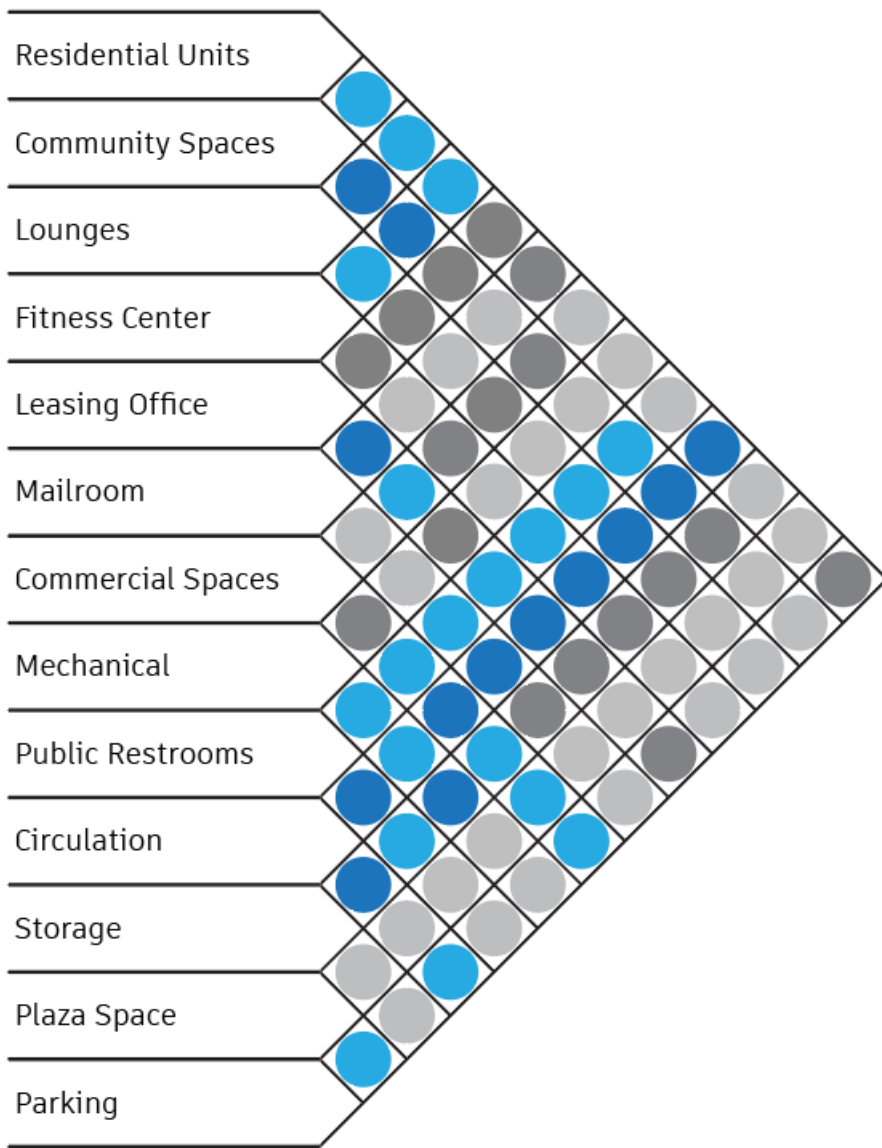 Residential Units
Community Spaces
Lounges
Fitness Center
Leasing Office
Mailroom
Commercial Spaces
Mechanical
Public Restrooms
Circulation
Storage
Plaza Space
Parking